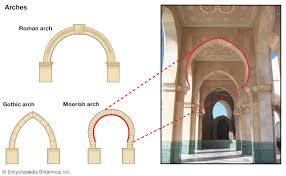 Arches
Roman arch
Gothic arch
Moorish arch
© Encyclopædia Britannica, Inc.